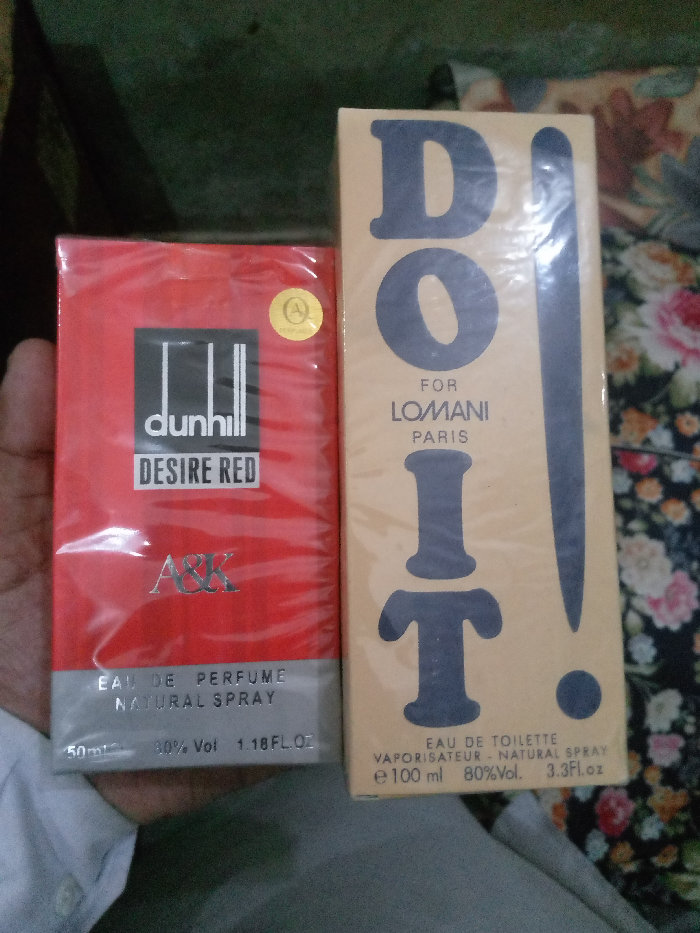 dunhill
DESIRE RED
A&K
EAU DE PERFUME
NATURAL SPRAY
50ml 80% Vol 1.18FL.OZ
DO
FOR
LOMANI
PARIS
IT!
EAU DE TOILETTE
VAPORISATEUR - NATURAL SPRAY
e100 ml 80%Vol. 3.3Fl.oz